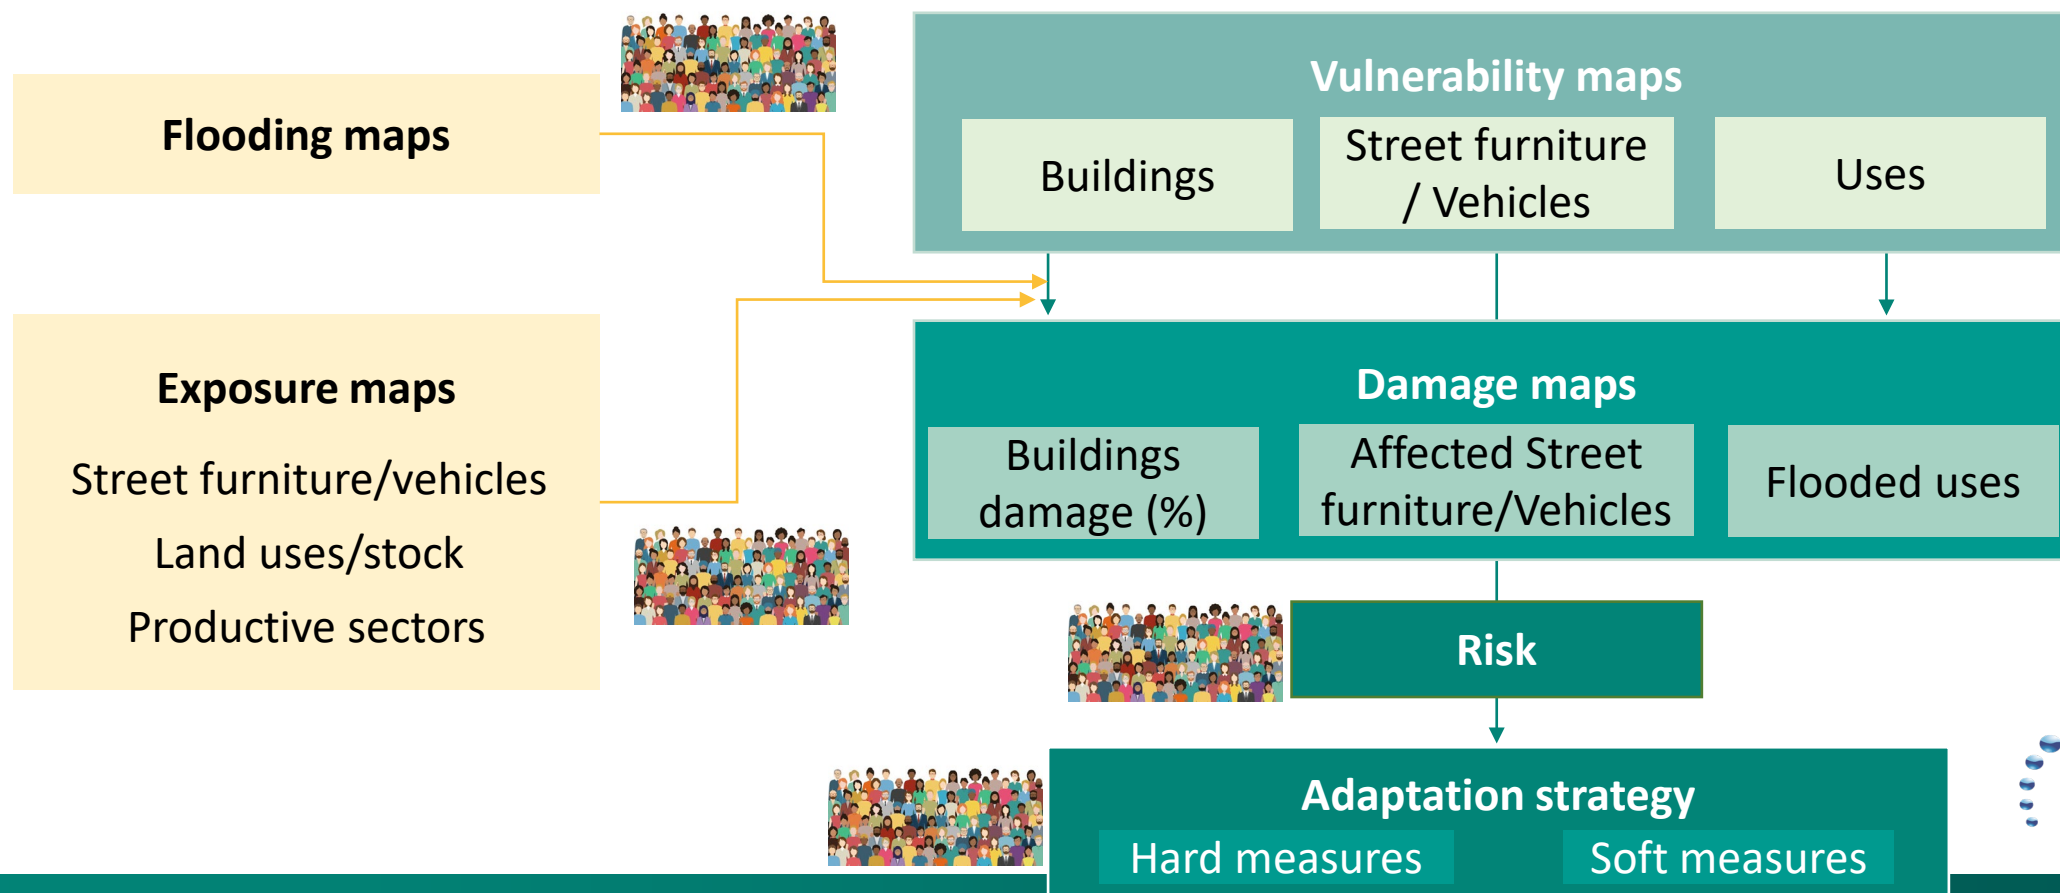 Flooding maps
Exposure maps
Street furniture/vehicles
Land uses/stock
Productive sectors
Vulnerability maps
Buildings
Street furniture
/ Vehicles
Uses
Damage maps
Buildings
damage (%)
Affected Street
furniture/Vehicles
Flooded uses
Risk
Adaptation strategy
Hard measures
Soft measures